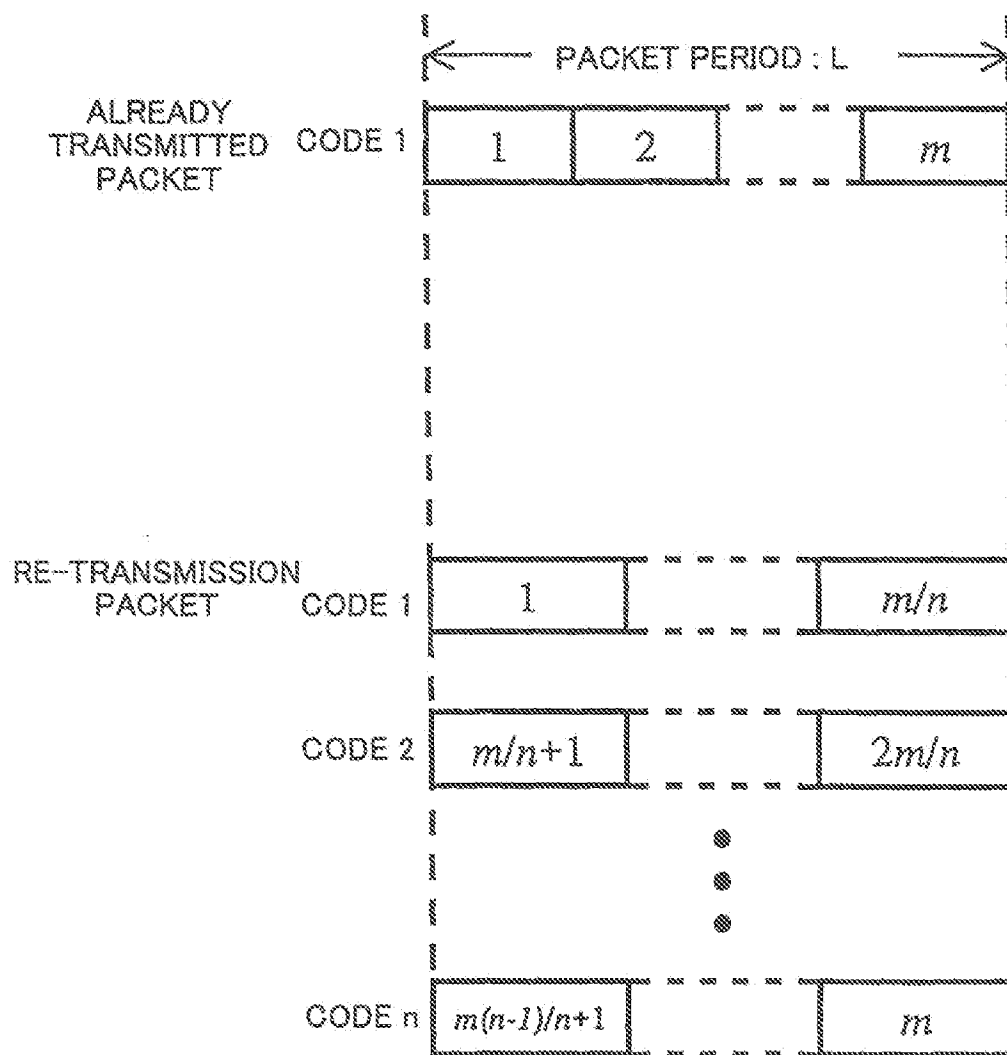 PACKET PERIOD : L
ALREADY
TRANSMITTED
PACKET
CODE 1 1 2 m
RE-TRANSMISSION
PACKET
CODE 1 1 m/n
CODE 2 m/n+1 2m/n
CODE n m(n-1)/n+1 m